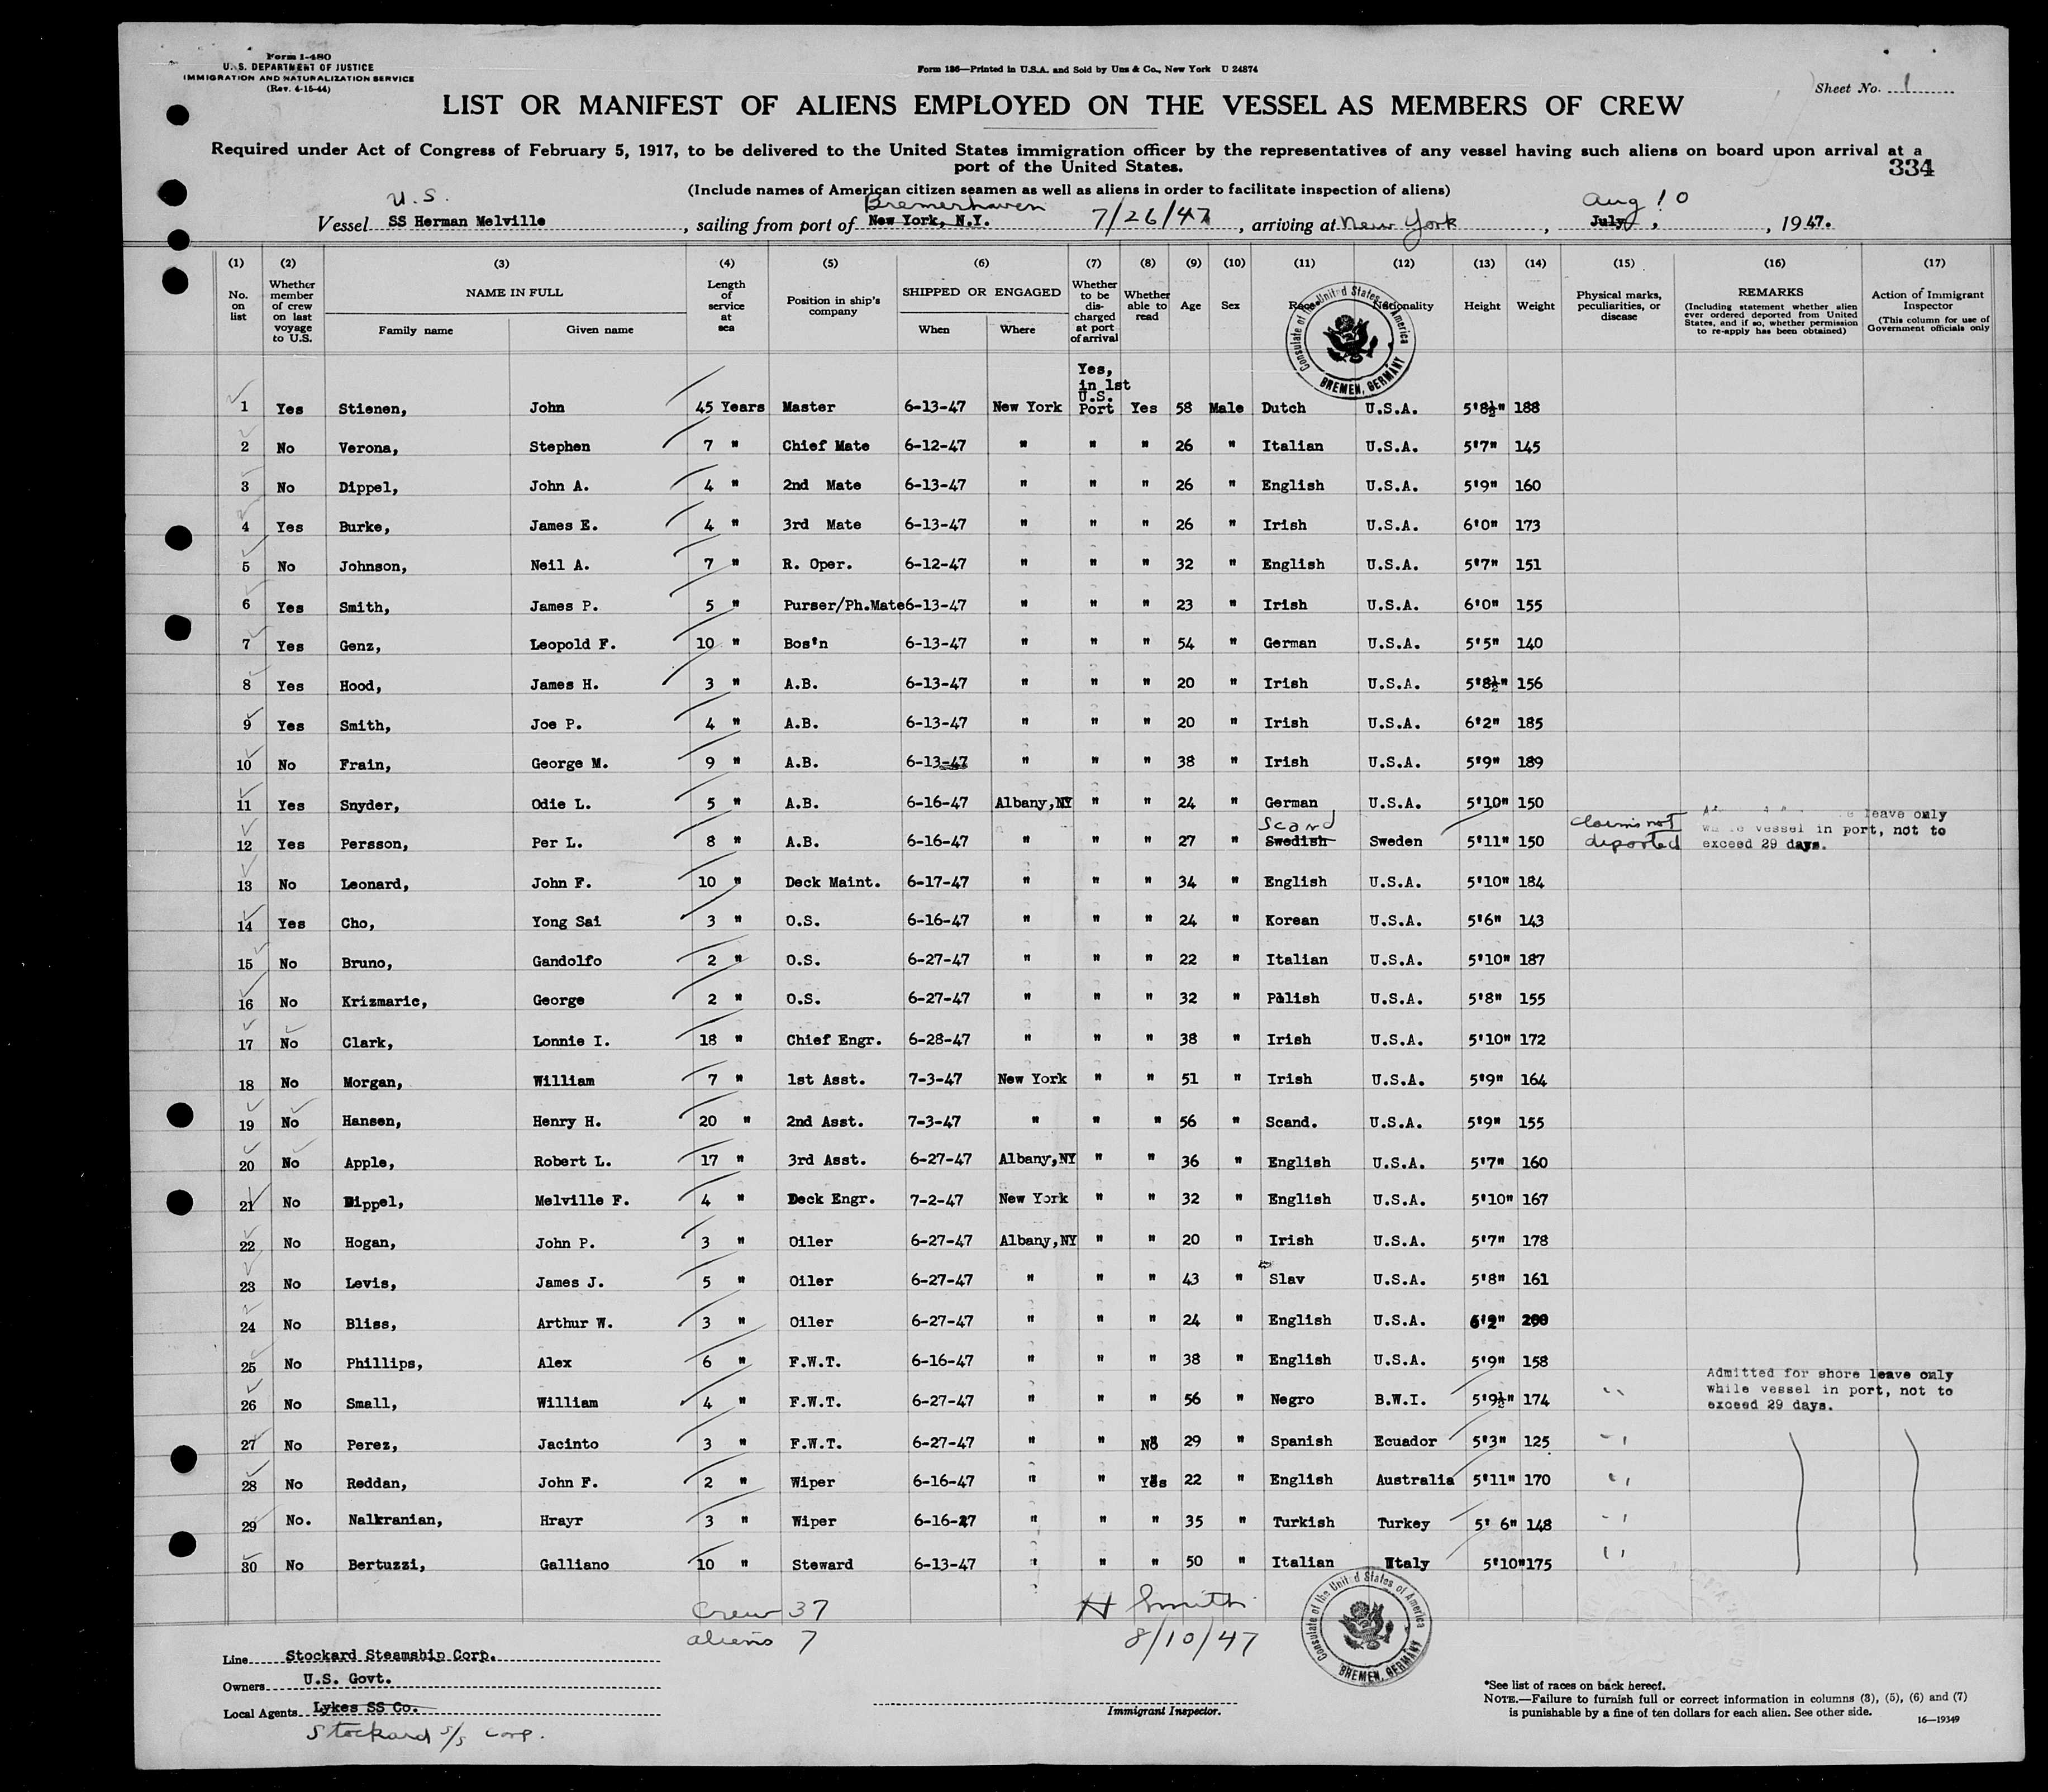 Form I-480
U. S. DEPARTMENT OF JUSTICE
IMMIGRATION AND NATURALIZATION SERVICE
(Rev. 4-15-44)
Form 186—Printed in U.S.A. and Sold by Unz & Co., New York U 24874
Sheet No. 1
LIST OR MANIFEST OF ALIENS EMPLOYED ON THE VESSEL AS MEMBERS OF CREW
Required under Act of Congress of February 5, 1917, to be delivered to the United States immigration officer by the representatives of any vessel having such aliens on board upon arrival at a
port of the United States.
334
(Include names of American citizen seamen as well as aliens in order to facilitate inspection of aliens)
U.S. Bremerhaven Aug 10
Vessel SS Herman Melville, sailing from port of New York, N.Y. 7/26/47, arriving at New York, July, 1947.
(1) (2) (3) (4) (5) (6) (7) (8) (9) (10) (11) (12) (13) (14) (15) (16) (17)
No. on list
Whether member of crew on last voyage to U.S.
NAME IN FULL
Family name Given name
Length of service at sea
Position in ship's company
SHIPPED OR ENGAGED
When Where
Whether to be discharged at port of arrival
Whether able to read
Age
Sex
Race
Nationality
Height
Weight
Physical marks, peculiarities, or disease
REMARKS
(Including statement whether alien ever ordered deported from United States, and if so, whether permission to re-apply has been obtained)
Action of Immigrant Inspector
(This column for use of Government officials only
Consulate of the United States of America
BREMEN, GERMANY
Yes, in 1st U.S. Port
1 Yes Stienen, John 45 Years Master 6-13-47 New York Yes 58 Male Dutch U.S.A. 5'8½" 188
2 No Verona, Stephen 7 " Chief Mate 6-12-47 " " " 26 " Italian U.S.A. 5'7" 145
3 No Dippel, John A. 4 " 2nd Mate 6-13-47 " " " 26 " English U.S.A. 5'9" 160
4 Yes Burke, James E. 4 " 3rd Mate 6-13-47 " " " 26 " Irish U.S.A. 6'0" 173
5 No Johnson, Neil A. 7 " R. Oper. 6-12-47 " " " 32 " English U.S.A. 5'7" 151
6 Yes Smith, James P. 5 " Purser/Ph.Mate 6-13-47 " " " 23 " Irish U.S.A. 6'0" 155
7 Yes Genz, Leopold F. 10 " Bos'n 6-13-47 " " " 54 " German U.S.A. 5'5" 140
8 Yes Hood, James H. 3 " A.B. 6-13-47 " " " 20 " Irish U.S.A. 5'8½" 156
9 Yes Smith, Joe P. 4 " A.B. 6-13-47 " " " 20 " Irish U.S.A. 6'2" 185
10 No Frain, George M. 9 " A.B. 6-13-47 " " " 38 " Irish U.S.A. 5'9" 189
11 Yes Snyder, Odie L. 5 " A.B. 6-16-47 Albany,NY " " 24 " German U.S.A. 5'10" 150
Scand claims not leave only
12 Yes Persson, Per L. 8 " A.B. 6-16-47 " " " 27 " Swedish Sweden 5'11" 150 deported vessel in port, not to
exceed 29 days.
13 No Leonard, John F. 10 " Deck Maint. 6-17-47 " " " 34 " English U.S.A. 5'10" 184
14 Yes Cho, Yong Sai 3 " O.S. 6-16-47 " " " 24 " Korean U.S.A. 5'6" 143
15 No Bruno, Gandolfo 2 " O.S. 6-27-47 " " " 22 " Italian U.S.A. 5'10" 187
16 No Krizmaric, George 2 " O.S. 6-27-47 " " " 32 " Polish U.S.A. 5'8" 155
17 No Clark, Lonnie I. 18 " Chief Engr. 6-28-47 " " " 38 " Irish U.S.A. 5'10" 172
18 No Morgan, William 7 " 1st Asst. 7-3-47 New York " " 51 " Irish U.S.A. 5'9" 164
19 No Hansen, Henry H. 20 " 2nd Asst. 7-3-47 " " " 56 " Scand. U.S.A. 5'9" 155
20 No Apple, Robert L. 17 " 3rd Asst. 6-27-47 Albany,NY " " 36 " English U.S.A. 5'7" 160
21 No Dippel, Melville F. 4 " Deck Engr. 7-2-47 New York " " 32 " English U.S.A. 5'10" 167
22 No Hogan, John P. 3 " Oiler 6-27-47 Albany,NY " " 20 " Irish U.S.A. 5'7" 178
23 No Levis, James J. 5 " Oiler 6-27-47 " " " 43 " Slav U.S.A. 5'8" 161
24 No Bliss, Arthur W. 3 " Oiler 6-27-47 " " " 24 " English U.S.A. 6'2" 200
25 No Phillips, Alex 6 " F.W.T. 6-16-47 " " " 38 " English U.S.A. 5'9" 158
Admitted for shore leave only
while vessel in port, not to
exceed 29 days.
26 No Small, William 4 " F.W.T. 6-27-47 " " " 56 " Negro B.W.I. 5'9½" 174 "
27 No Perez, Jacinto 3 " F.W.T. 6-27-47 " " No 29 " Spanish Ecuador 5'3" 125 "
28 No Reddan, John F. 2 " Wiper 6-16-47 " " Yes 22 " English Australia 5'11" 170 "
29 No. Nalkranian, Hrayr 3 " Wiper 6-16-47 " " " 35 " Turkish Turkey 5' 6" 148 "
30 No Bertuzzi, Galliano 10 " Steward 6-13-47 " " " 50 " Italian Italy 5'10" 175 "
crew 37
aliens 7
H Smith
8/10/47
Consulate of the United States of America
BREMEN, GERMANY
Line Stockard Steamship Corp.
Owners U.S. Govt.
Local Agents Lykes SS Co.
Stockard S/S Corp.
Immigrant Inspector.
*See list of races on back hereof.
NOTE.—Failure to furnish full or correct information in columns (3), (5), (6) and (7)
is punishable by a fine of ten dollars for each alien. See other side.
16—19349